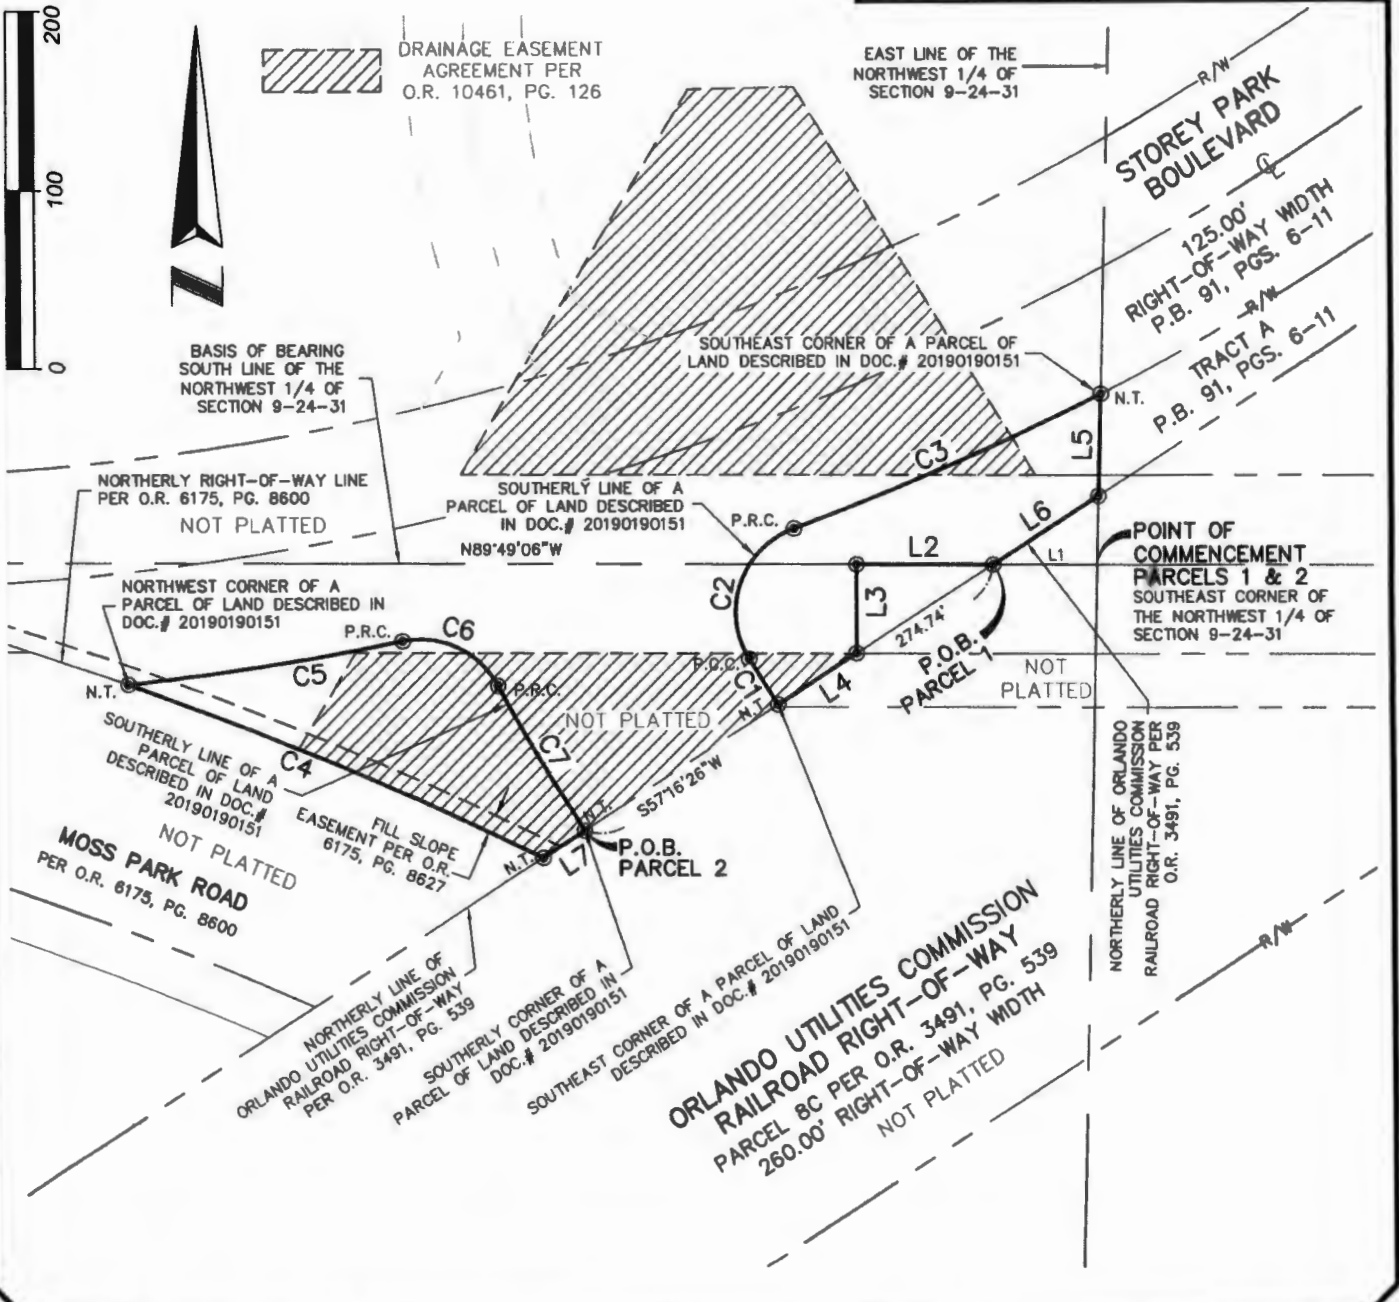 200
100
0
DRAINAGE EASEMENT
AGREEMENT PER
O.R. 10461, PG. 126
EAST LINE OF THE
NORTHWEST 1/4 OF
SECTION 9-24-31
R/W
STOREY PARK
BOULEVARD
125.00'
RIGHT-OF-WAY WIDTH
P.B. 91, PGS. 6-11
R/W
TRACT A
P.B. 91, PGS. 6-11
N
BASIS OF BEARING
SOUTH LINE OF THE
NORTHWEST 1/4 OF
SECTION 9-24-31
SOUTHEAST CORNER OF A PARCEL OF
LAND DESCRIBED IN DOC.# 20190190151
N.T.
L5
C3
NORTHERLY RIGHT-OF-WAY LINE
PER O.R. 6175, PG. 8600
NOT PLATTED
SOUTHERLY LINE OF A
PARCEL OF LAND DESCRIBED
IN DOC.# 20190190151
P.R.C.
N89°49'06"W
L6
L2
L1
POINT OF
COMMENCEMENT
PARCELS 1 & 2
SOUTHEAST CORNER OF
THE NORTHWEST 1/4 OF
SECTION 9-24-31
NORTHWEST CORNER OF A
PARCEL OF LAND DESCRIBED IN
DOC.# 20190190151
P.R.C.
C6
C2
L3
274.74'
P.O.B.
PARCEL 1
NOT
PLATTED
C5
N.T.
P.R.C.
P.C.C.
C1
L4
N.T.
NOT PLATTED
C7
C4
S57°16'26"W
SOUTHERLY LINE OF A
PARCEL OF LAND
DESCRIBED IN DOC.#
20190190151
NOT PLATTED
FILL SLOPE
EASEMENT PER O.R.
6175, PG. 8627
N.T.
N.T.
L7
P.O.B.
PARCEL 2
MOSS PARK ROAD
PER O.R. 6175, PG. 8600
NORTHERLY LINE OF ORLANDO
UTILITIES COMMISSION
RAILROAD RIGHT-OF-WAY PER
O.R. 3491, PG. 539
NORTHERLY LINE OF
ORLANDO UTILITIES COMMISSION
RAILROAD RIGHT-OF-WAY
PER O.R. 3491, PG. 539
SOUTHERLY CORNER OF A
PARCEL OF LAND DESCRIBED IN
DOC.# 20190190151
SOUTHEAST CORNER OF A PARCEL OF LAND
DESCRIBED IN DOC.# 20190190151
ORLANDO UTILITIES COMMISSION
RAILROAD RIGHT-OF-WAY
PARCEL 8C PER O.R. 3491, PG. 539
260.00' RIGHT-OF-WAY WIDTH
NOT PLATTED
R/W